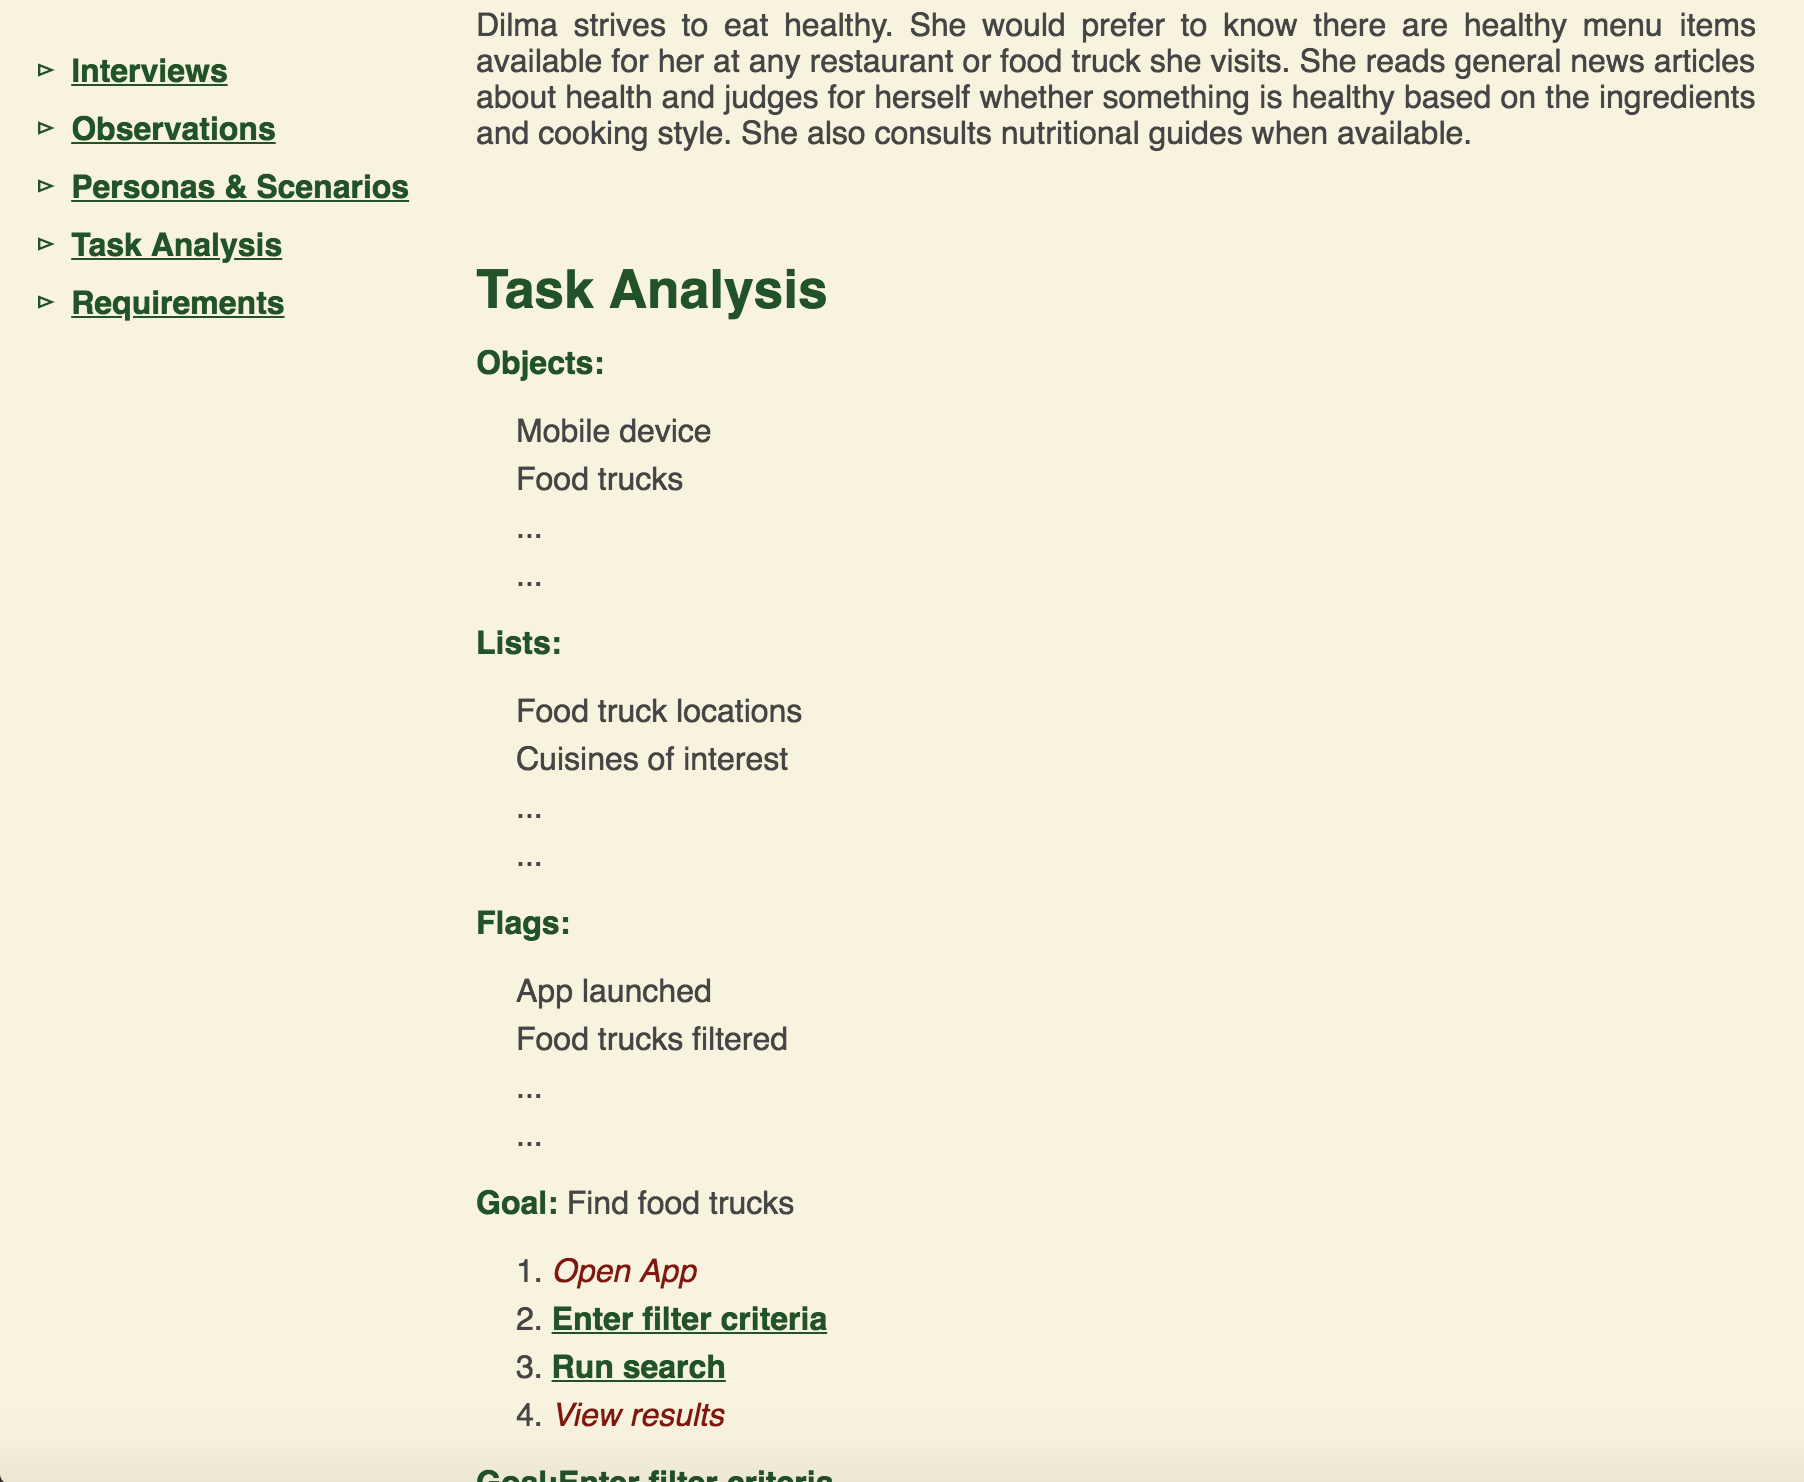 Interviews
Observations
Personas & Scenarios
Task Analysis
Requirements
Dilma strives to eat healthy. She would prefer to know there are healthy menu items
available for her at any restaurant or food truck she visits. She reads general news articles
about health and judges for herself whether something is healthy based on the ingredients
and cooking style. She also consults nutritional guides when available.
Task Analysis
Objects:
Mobile device
Food trucks
...
...
Lists:
Food truck locations
Cuisines of interest
...
...
Flags:
App launched
Food trucks filtered
...
...
Goal: Find food trucks
1. Open App
2. Enter filter criteria
3. Run search
4. View results
Goal:Enter filter criteria